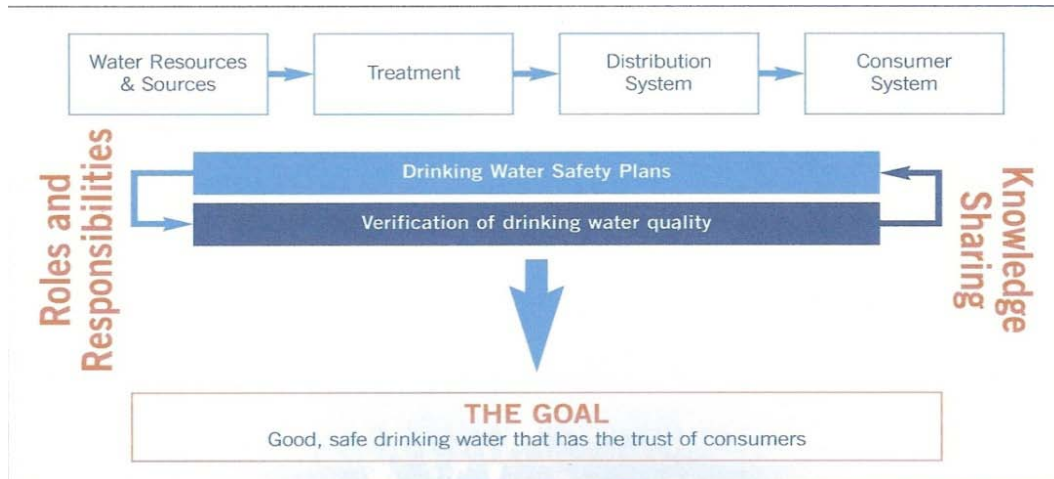 Water Resources
& Sources
Treatment
Distribution
System
Consumer
System
Roles and
Responsibilities
Drinking Water Safety Plans
Verification of drinking water quality
Knowledge
Sharing
THE GOAL
Good, safe drinking water that has the trust of consumers